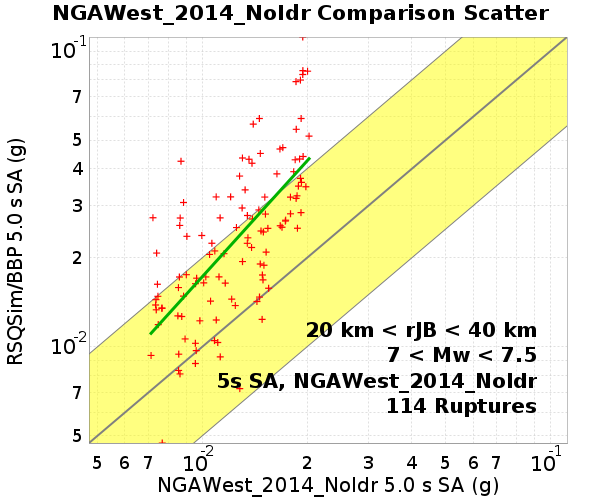 NGAWest_2014_NoIdr Comparison Scatter
10-1
7
5
4
3
2
10-2
7
5
RSQSim/BBP 5.0 s SA (g)
20 km < rJB < 40 km
7 < Mw < 7.5
5s SA, NGAWest_2014_NoIdr
114 Ruptures
5 6 7 10-2 2 3 4 5 6 7 10-1
NGAWest_2014_NoIdr 5.0 s SA (g)